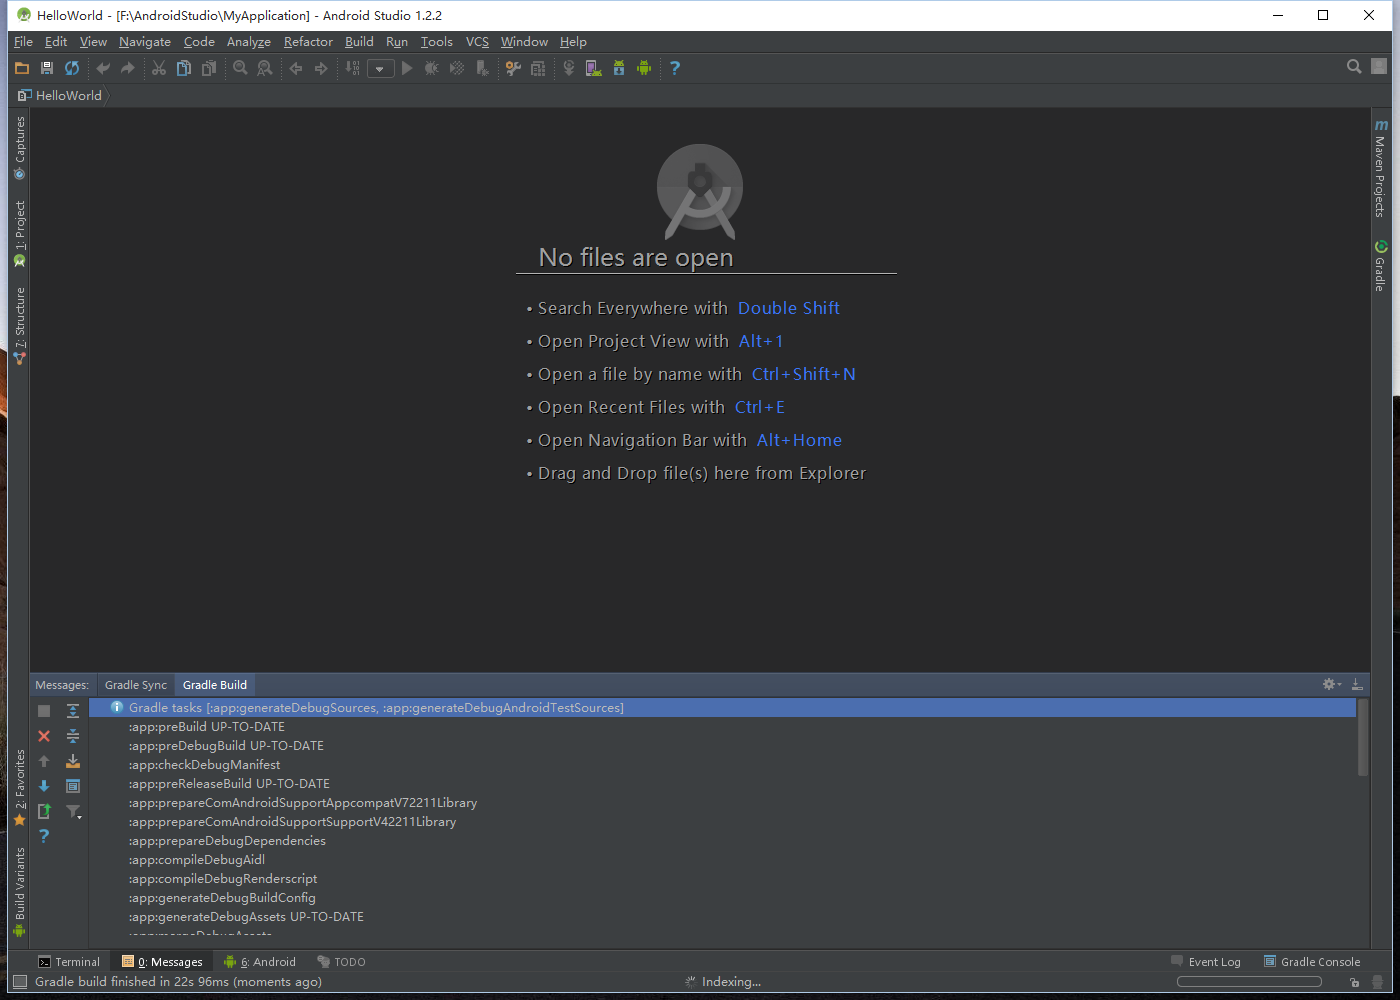 HelloWorld - [F:\AndroidStudio\MyApplication] - Android Studio 1.2.2
File Edit View Navigate Code Analyze Refactor Build Run Tools VCS Window Help
HelloWorld
Captures
1: Project
7: Structure
2: Favorites
Build Variants
Maven Projects
Gradle
No files are open
• Search Everywhere with Double Shift
• Open Project View with Alt+1
• Open a file by name with Ctrl+Shift+N
• Open Recent Files with Ctrl+E
• Open Navigation Bar with Alt+Home
• Drag and Drop file(s) here from Explorer
Messages: Gradle Sync Gradle Build
Gradle tasks [:app:generateDebugSources, :app:generateDebugAndroidTestSources]
:app:preBuild UP-TO-DATE
:app:preDebugBuild UP-TO-DATE
:app:checkDebugManifest
:app:preReleaseBuild UP-TO-DATE
:app:prepareComAndroidSupportAppcompatV72211Library
:app:prepareComAndroidSupportSupportV42211Library
:app:prepareDebugDependencies
:app:compileDebugAidl
:app:compileDebugRenderscript
:app:generateDebugBuildConfig
:app:generateDebugAssets UP-TO-DATE
:app:mergeDebugAssets
Terminal 0: Messages 6: Android TODO Event Log Gradle Console
Gradle build finished in 22s 96ms (moments ago) Indexing...